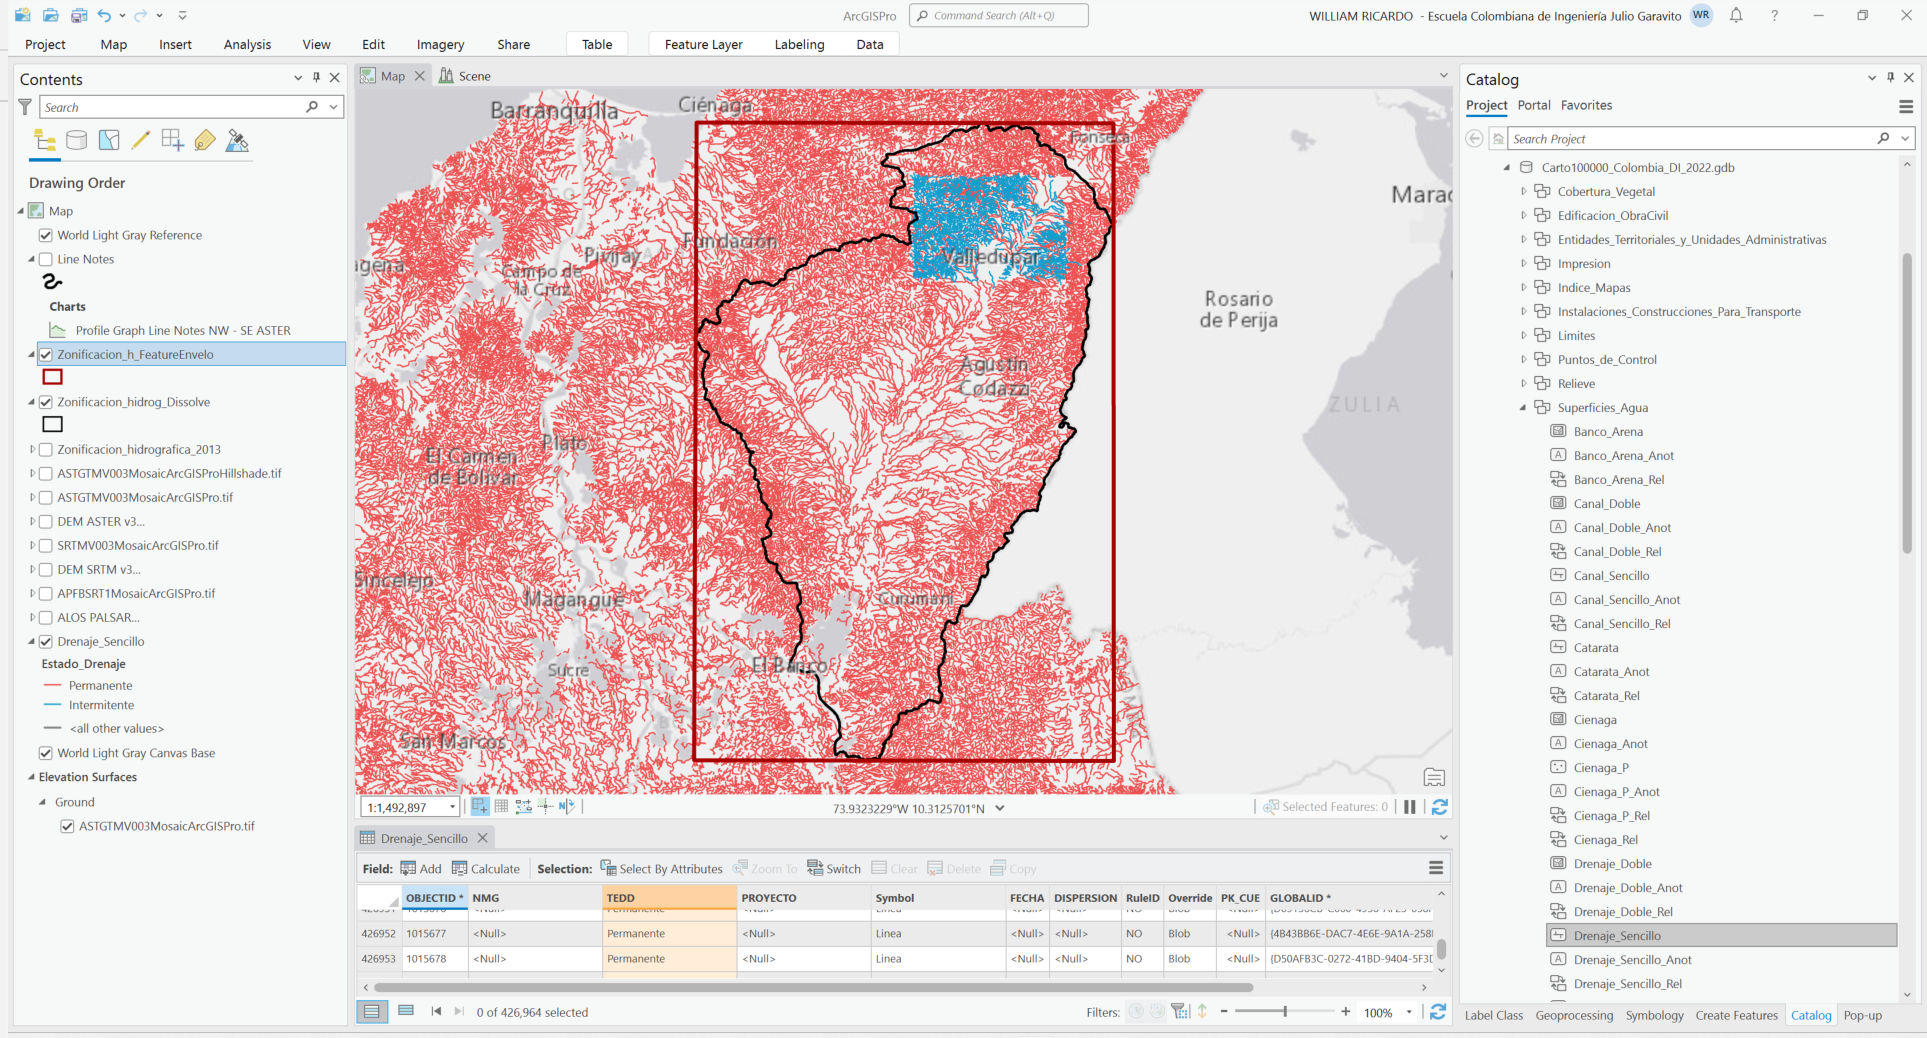 ArcGISPro
Command Search (Alt+Q)
WILLIAM RICARDO - Escuela Colombiana de Ingeniería Julio Garavito
WR
?
Project
Map
Insert
Analysis
View
Edit
Imagery
Share
Table
Feature Layer
Labeling
Data
Contents
Search
Drawing Order
Map
World Light Gray Reference
Line Notes
Charts
Profile Graph Line Notes NW - SE ASTER
Zonificacion_h_FeatureEnvelo
Zonificacion_hidrog_Dissolve
Zonificacion_hidrografica_2013
ASTGTMV003MosaicArcGISProHillshade.tif
ASTGTMV003MosaicArcGISPro.tif
DEM ASTER v3...
SRTMV003MosaicArcGISPro.tif
DEM SRTM v3...
APFBSRT1MosaicArcGISPro.tif
ALOS PALSAR...
Drenaje_Sencillo
Estado_Drenaje
Permanente
Intermitente
<all other values>
World Light Gray Canvas Base
Elevation Surfaces
Ground
ASTGTMV003MosaicArcGISPro.tif
Map
Scene
Barranquilla
Ciénaga
Fonseca
Marac
Fundación
Pivijay
Valledupar
agena
Campo de
la Cruz
Rosario
de Perija
Agustín
Codazzi
ZULIA
Plato
El Carmen
de Bolívar
Sincelejo
Magangué
Curumaní
El Banco
Sucre
San Marcos
1:1,492,897
73.9323229°W 10.3125701°N
Selected Features: 0
Drenaje_Sencillo
Field: Add Calculate Selection: Select By Attributes Zoom To Switch Clear Delete Copy
OBJECTID * NMG TEDD PROYECTO Symbol FECHA DISPERSION RuleID Override PK_CUE GLOBALID *
426952 1015677 <Null> Permanente <Null> Linea <Null> <Null> NO Blob <Null> {4B43BB6E-DAC7-4E6E-9A1A-258
426953 1015678 <Null> Permanente <Null> Linea <Null> <Null> NO Blob <Null> {D50AFB3C-0272-41BD-9404-5F3D
0 of 426,964 selected
Filters:
100%
Catalog
Project Portal Favorites
Search Project
Carto100000_Colombia_DI_2022.gdb
Cobertura_Vegetal
Edificacion_ObraCivil
Entidades_Territoriales_y_Unidades_Administrativas
Impresion
Indice_Mapas
Instalaciones_Construcciones_Para_Transporte
Limites
Puntos_de_Control
Relieve
Superficies_Agua
Banco_Arena
Banco_Arena_Anot
Banco_Arena_Rel
Canal_Doble
Canal_Doble_Anot
Canal_Doble_Rel
Canal_Sencillo
Canal_Sencillo_Anot
Canal_Sencillo_Rel
Catarata
Catarata_Anot
Catarata_Rel
Cienaga
Cienaga_Anot
Cienaga_P
Cienaga_P_Anot
Cienaga_P_Rel
Cienaga_Rel
Drenaje_Doble
Drenaje_Doble_Anot
Drenaje_Doble_Rel
Drenaje_Sencillo
Drenaje_Sencillo_Anot
Drenaje_Sencillo_Rel
Label Class Geoprocessing Symbology Create Features Catalog Pop-up